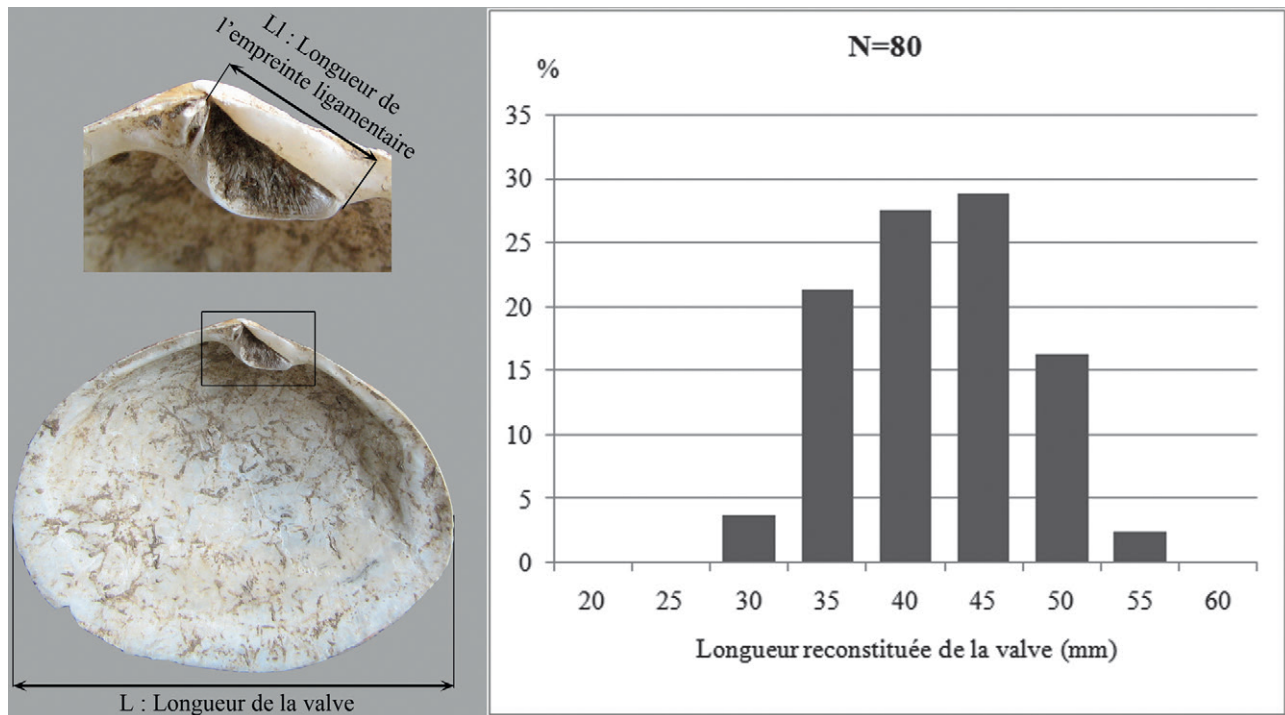 Ll : Longueur de
l’empreinte ligamentaire
L : Longueur de la valve
N=80
%
35
30
25
20
15
10
5
0
20 25 30 35 40 45 50 55 60
Longueur reconstituée de la valve (mm)